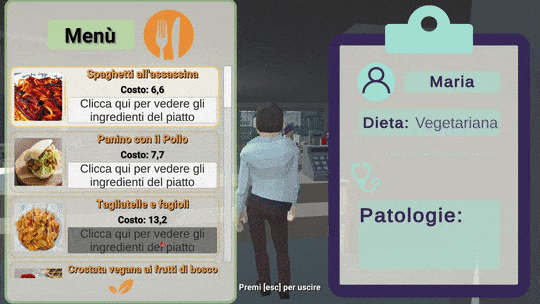 Menù
Spaghetti all'assassina
Costo: 6,6
Clicca qui per vedere gli
ingredienti del piatto
Panino con il Pollo
Costo: 7,7
Clicca qui per vedere gli
ingredienti del piatto
Tagliatelle e fagioli
Costo: 13,2
Clicca qui per vedere gli
ingredienti del piatto
Crostata vegana ai frutti di bosco
Premi [esc] per uscire
Maria
Dieta: Vegetariana
Patologie: